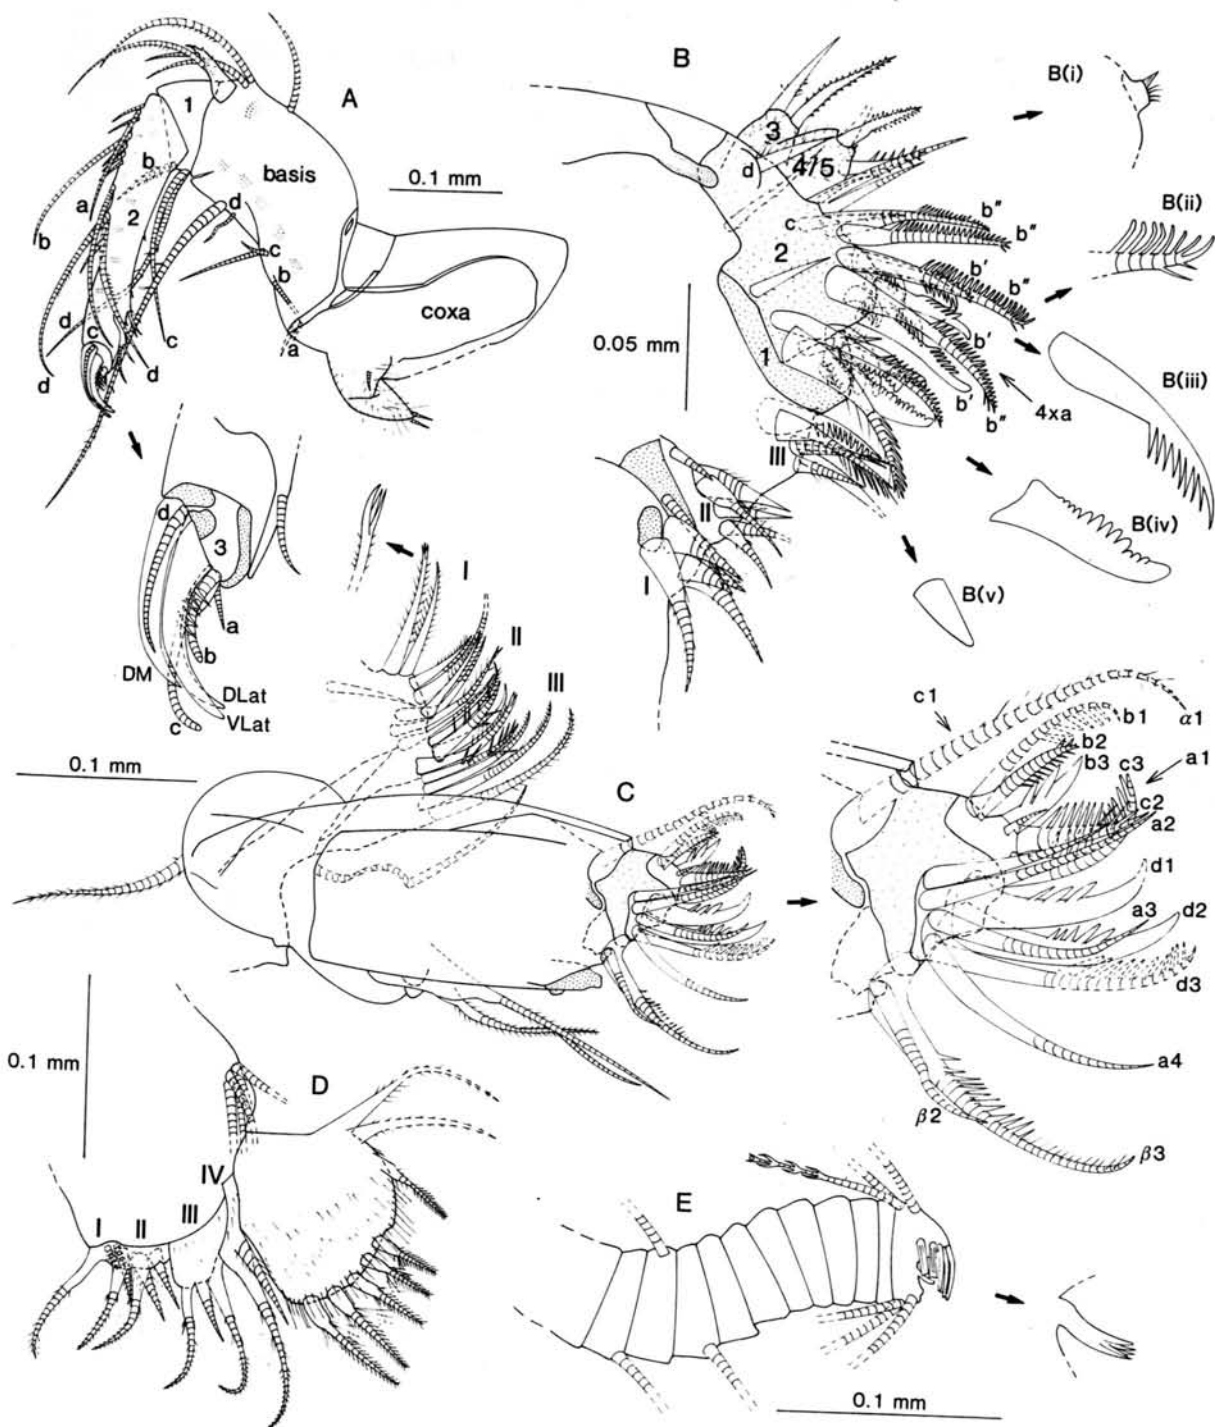 A
1
basis
0.1 mm
b
a
2
d
b
c
b
coxa
a
d
c
d
c
d
B
3
d
4/5
c
2
b″
b″
b′
b″
b′
b′
b″
4xa
1
0.05 mm
III
II
I
B(i)
B(ii)
B(iii)
B(iv)
B(v)
d
3
a
b
DM
DLat
VLat
c
0.1 mm
I
II
III
C
c1
α1
b1
b2
b3
c3
a1
c2
a2
d1
a3
d2
d3
a4
β2
β3
0.1 mm
D
IV
III
II
I
E
0.1 mm